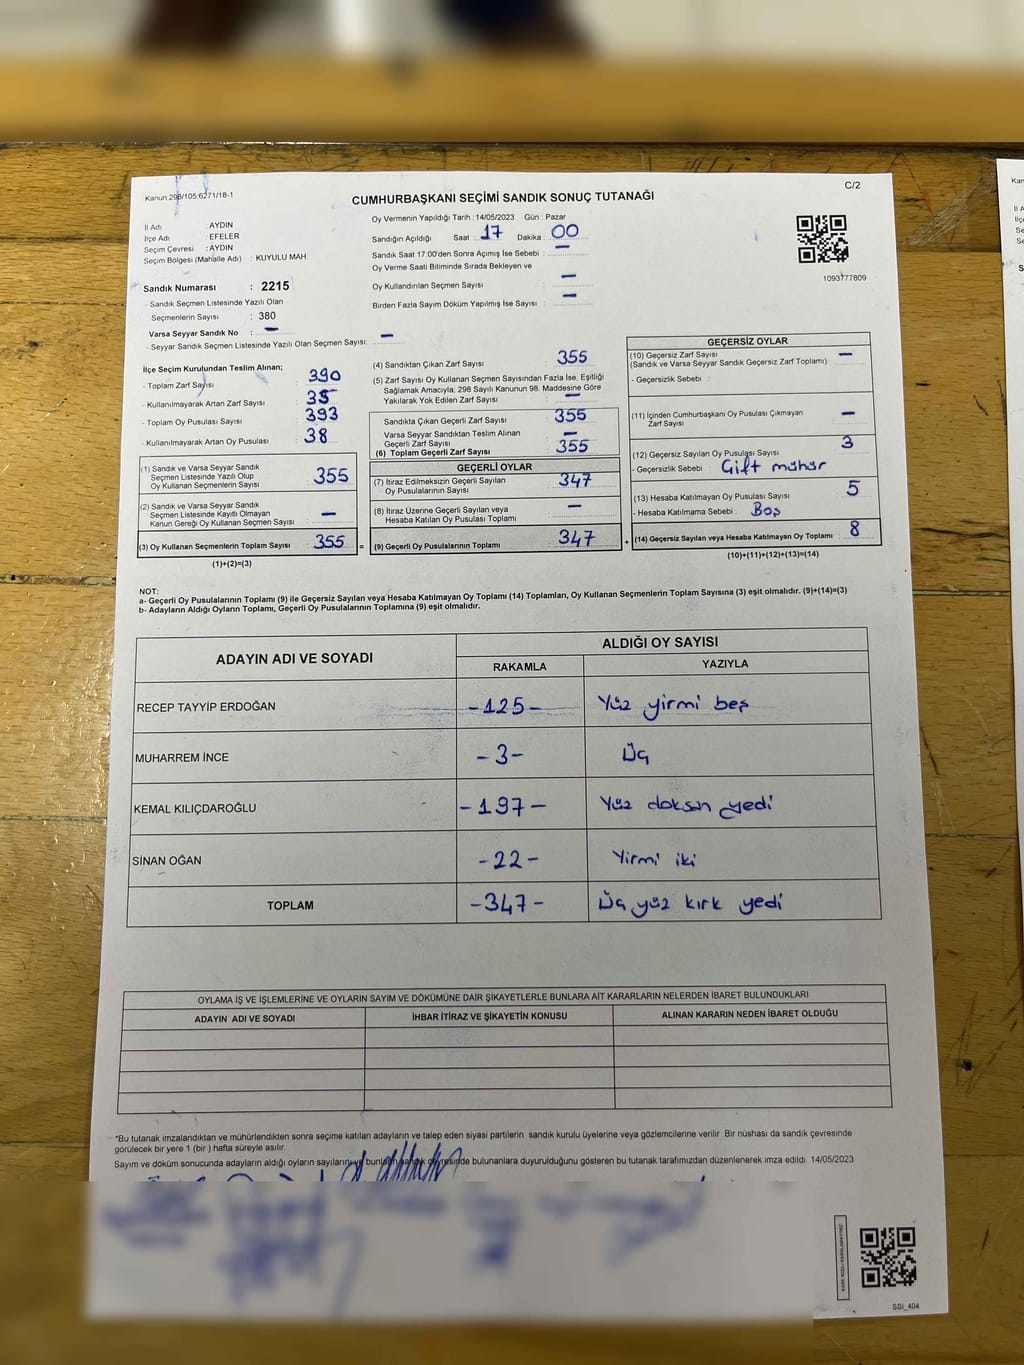 Kanun:298/105,6271/18-1
C/2
CUMHURBAŞKANI SEÇİMİ SANDIK SONUÇ TUTANAĞI
İl Adı AYDIN
İlçe Adı EFELER
Seçim Çevresi : AYDIN
Seçim Bölgesi (Mahalle Adı) : KUYULU MAH.
Sandık Numarası : 2215
- Sandık Seçmen Listesinde Yazılı Olan
Seçmenlerin Sayısı : 380
Varsa Seyyar Sandık No : -
- Seyyar Sandık Seçmen Listesinde Yazılı Olan Seçmen Sayısı: -
Oy Vermenin Yapıldığı Tarih : 14/05/2023 Gün : Pazar
Sandığın Açıldığı Saat : 17 Dakika : 00
Sandık Saat 17:00'den Sonra Açımış İse Sebebi : -
Oy Verme Saati Bitiminde Sırada Bekleyen ve
Oy Kullandırılan Seçmen Sayısı : -
Birden Fazla Sayım Döküm Yapılmış İse Sayısı : -
1093777809
İlçe Seçim Kurulundan Teslim Alınan;
- Toplam Zarf Sayısı 390
- Kullanılmayarak Artan Zarf Sayısı 35
- Toplam Oy Pusulası Sayısı 393
- Kullanılmayarak Artan Oy Pusulası 38
(1) Sandık ve Varsa Seyyar Sandık
Seçmen Listesinde Yazılı Olup
Oy Kullanan Seçmenlerin Sayısı 355
(2) Sandık ve Varsa Seyyar Sandık
Seçmen Listesinde Kayıtlı Olmayan
Kanun Gereği Oy Kullanan Seçmen Sayısı -
(3) Oy Kullanan Seçmenlerin Toplam Sayısı 355 =
(1)+(2)=(3)
(4) Sandıktan Çıkan Zarf Sayısı 355
(5) Zarf Sayısı Oy Kullanan Seçmen Sayısından Fazla İse, Eşitliği
Sağlamak Amacıyla; 298 Sayılı Kanunun 98. Maddesine Göre
Yakılarak Yok Edilen Zarf Sayısı : -
Sandıkta Çıkan Geçerli Zarf Sayısı 355
Varsa Seyyar Sandıktan Teslim Alınan
Geçerli Zarf Sayısı -
(6) Toplam Geçerli Zarf Sayısı 355
GEÇERLİ OYLAR
(7) İtiraz Edilmeksizin Geçerli Sayılan
Oy Pusulalarının Sayısı 347
(8) İtiraz Üzerine Geçerli Sayılan veya
Hesaba Katılan Oy Pusulası Toplamı -
(9) Geçerli Oy Pusulalarının Toplamı 347 +
GEÇERSİZ OYLAR
(10) Geçersiz Zarf Sayısı
(Sandık ve Varsa Seyyar Sandık Geçersiz Zarf Toplamı) -
- Geçersizlik Sebebi :
(11) İçinden Cumhurbaşkanı Oy Pusulası Çıkmayan
Zarf Sayısı -
(12) Geçersiz Sayılan Oy Pusulası Sayısı 3
- Geçersizlik Sebebi : Çift mühür
(13) Hesaba Katılmayan Oy Pusulası Sayısı 5
- Hesaba Katılmama Sebebi : Boş
(14) Geçersiz Sayılan veya Hesaba Katılmayan Oy Toplamı 8
(10)+(11)+(12)+(13)=(14)
NOT:
a- Geçerli Oy Pusulalarının Toplamı (9) ile Geçersiz Sayılan veya Hesaba Katılmayan Oy Toplamı (14) Toplamları, Oy Kullanan Seçmenlerin Toplam Sayısına (3) eşit olmalıdır. (9)+(14)=(3)
b- Adayların Aldığı Oyların Toplamı, Geçerli Oy Pusulalarının Toplamına (9) eşit olmalıdır.
ADAYIN ADI VE SOYADI ALDIĞI OY SAYISI
RAKAMLA YAZIYLA
RECEP TAYYİP ERDOĞAN -125- Yüz yirmi beş
MUHARREM İNCE -3- Üç
KEMAL KILIÇDAROĞLU -197- Yüz doksan yedi
SİNAN OĞAN -22- Yirmi iki
TOPLAM -347- Üç yüz kırk yedi
OYLAMA İŞ VE İŞLEMLERİNE VE OYLARIN SAYIM VE DÖKÜMÜNE DAİR ŞİKAYETLERLE BUNLARA AİT KARARLARIN NELERDEN İBARET BULUNDUKLARI
ADAYIN ADI VE SOYADI İHBAR İTİRAZ VE ŞİKAYETİN KONUSU ALINAN KARARIN NEDEN İBARET OLDUĞU
*Bu tutanak imzalandıktan ve mühürlendikten sonra seçime katılan adayların ve talep eden siyasi partilerin sandık kurulu üyelerine veya gözlemcilerine verilir. Bir nüshası da sandık çevresinde
görülecek bir yere 1 (bir) hafta süreyle asılır.
Sayım ve döküm sonucunda adayların aldığı oyların sayılarını ve bunların sandık çevresinde bulunanlara duyurulduğunu gösteren bu tutanak tarafımızdan düzenlenerek imza edildi. 14/05/2023
SSİ_404